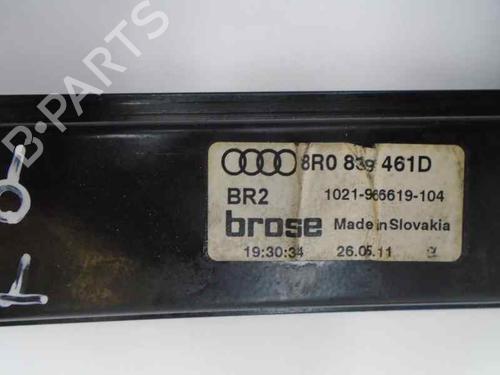 B-PARTS
8R0 839 461D
BR2 1021-966619-104
brose Made in Slovakia
19:30:34 26.05.11